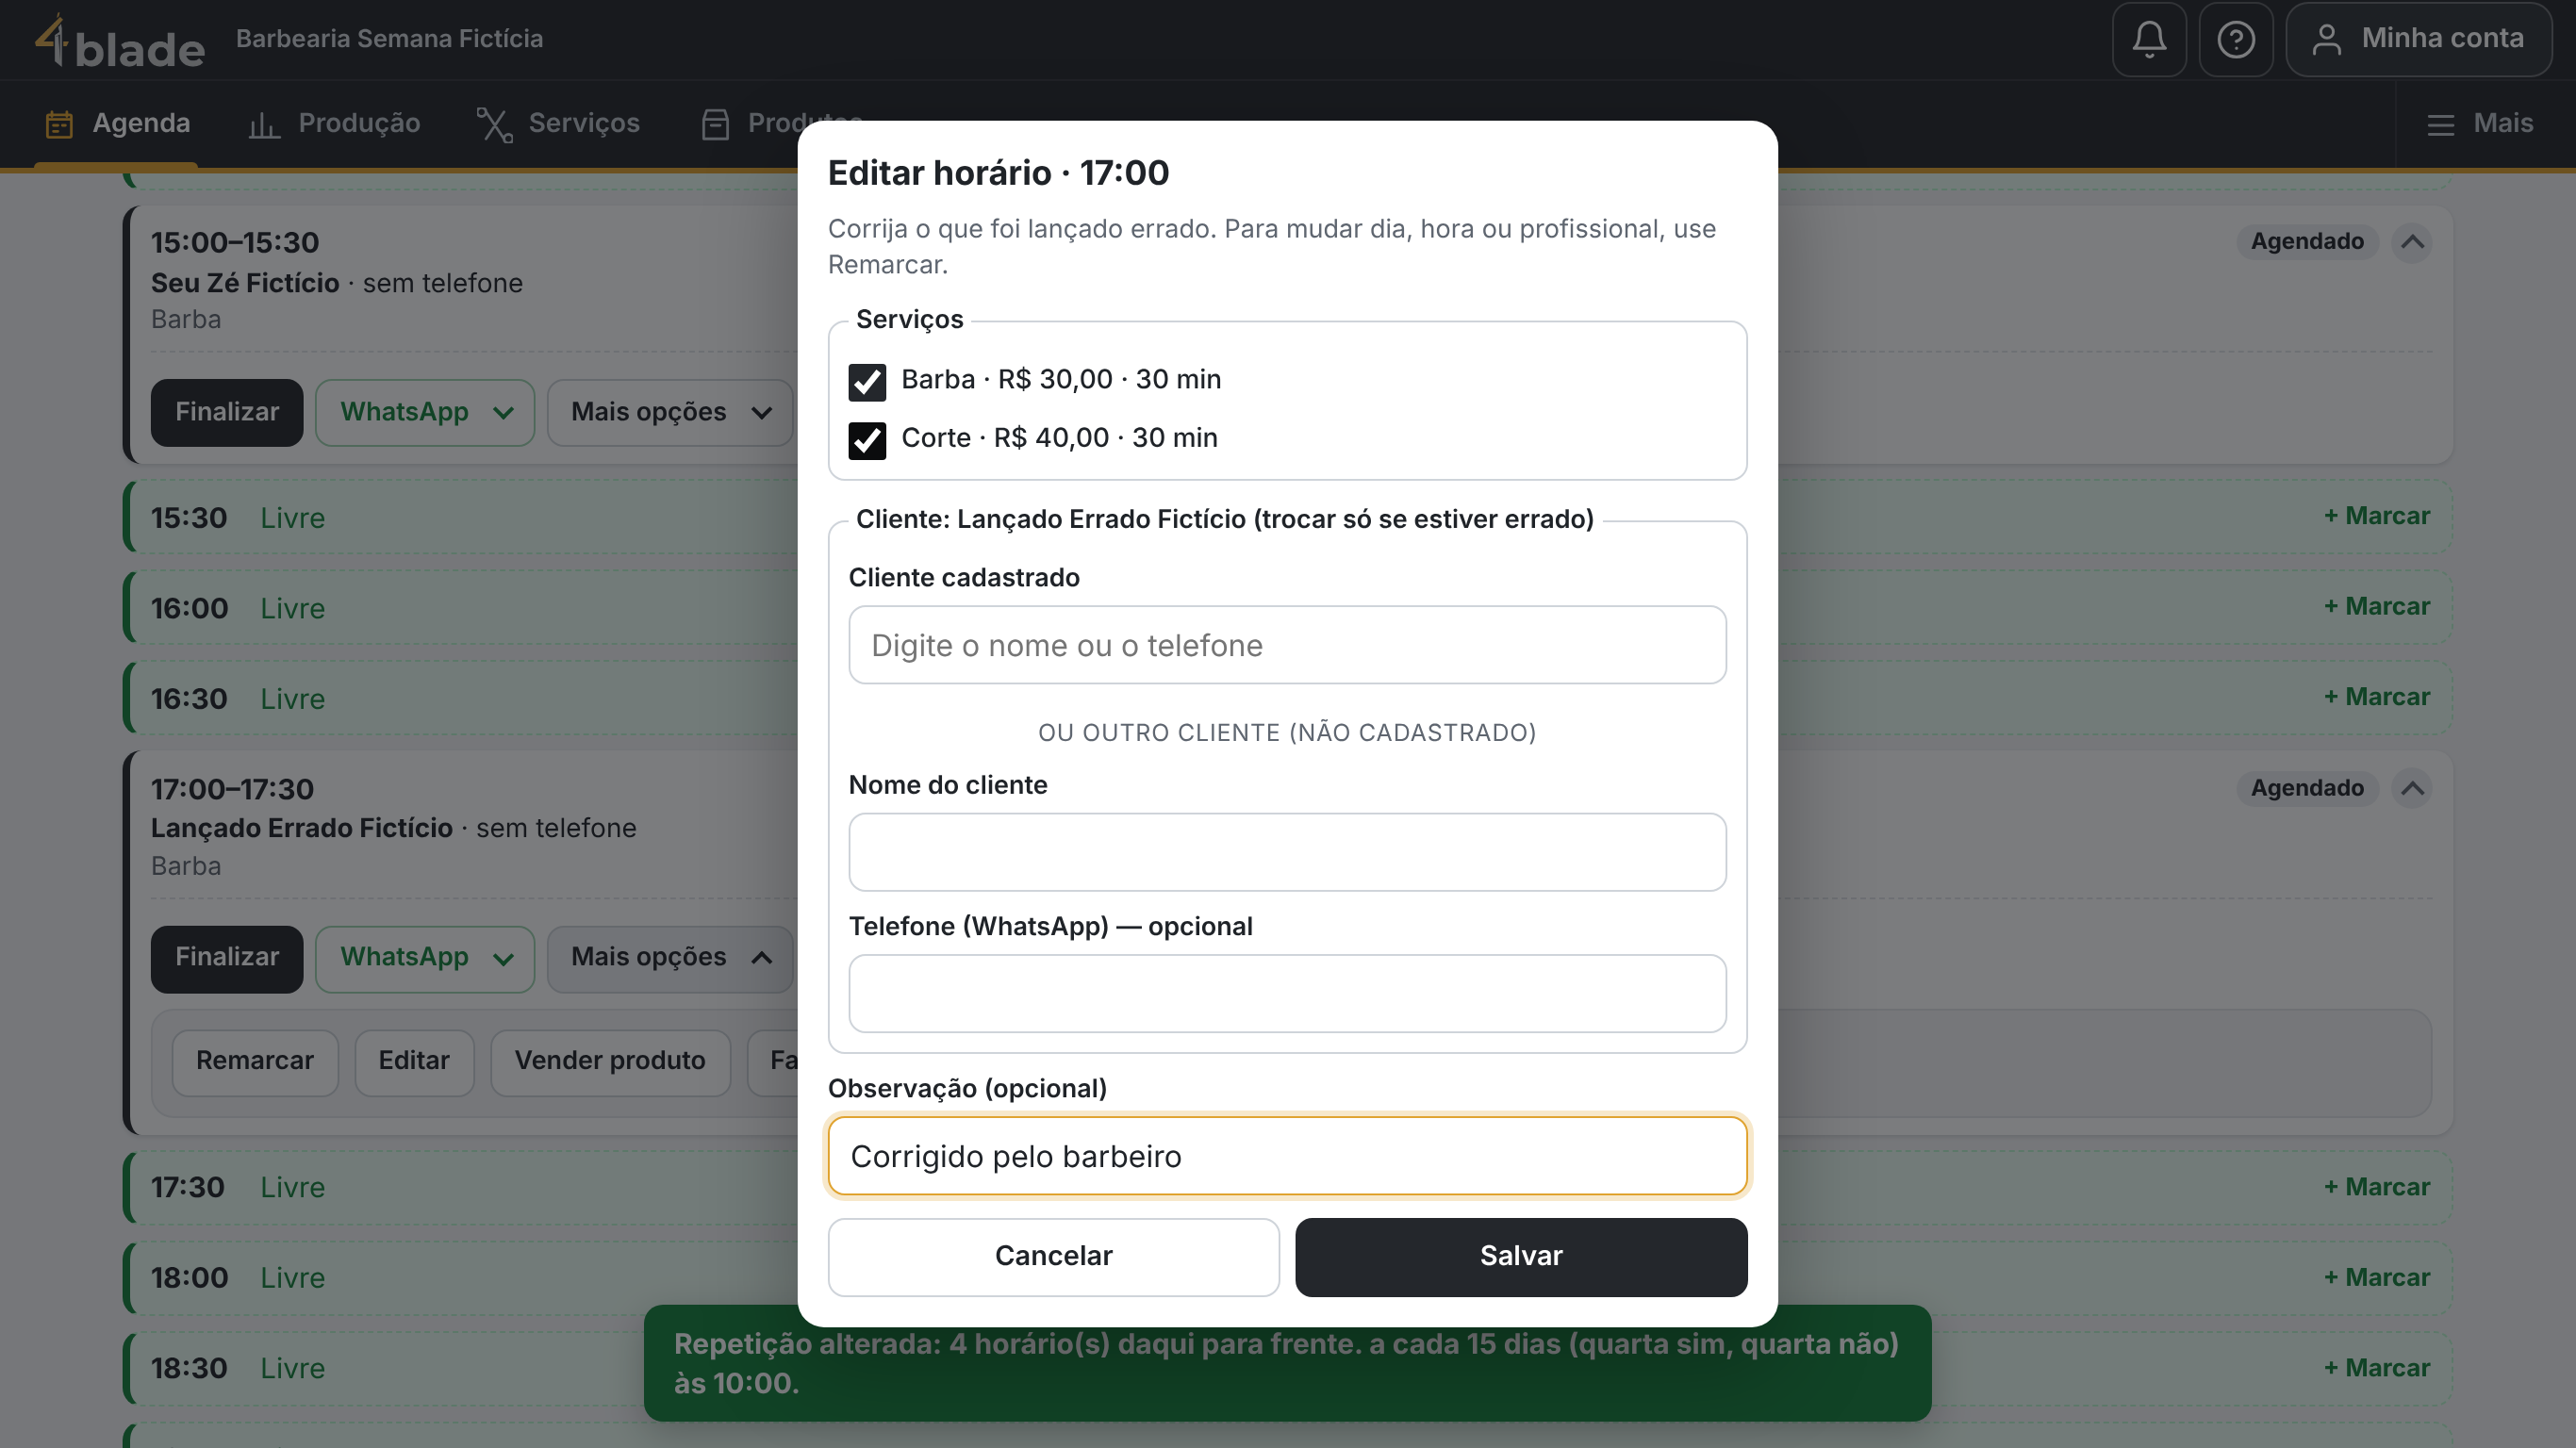 4blade
Barbearia Semana Fictícia
Minha conta
Agenda
Produção
Serviços
Produtos
Mais
15:00–15:30
Seu Zé Fictício · sem telefone
Barba
Agendado
Finalizar
WhatsApp
Mais opções
15:30 Livre
+ Marcar
16:00 Livre
+ Marcar
16:30 Livre
+ Marcar
17:00–17:30
Lançado Errado Fictício · sem telefone
Barba
Agendado
Finalizar
WhatsApp
Mais opções
Remarcar
Editar
Vender produto
Fa
17:30 Livre
+ Marcar
18:00 Livre
+ Marcar
18:30 Livre
+ Marcar
Editar horário · 17:00
Corrija o que foi lançado errado. Para mudar dia, hora ou profissional, use
Remarcar.
Serviços
Barba · R$ 30,00 · 30 min
Corte · R$ 40,00 · 30 min
Cliente: Lançado Errado Fictício (trocar só se estiver errado)
Cliente cadastrado
Digite o nome ou o telefone
OU OUTRO CLIENTE (NÃO CADASTRADO)
Nome do cliente
Telefone (WhatsApp) — opcional
Observação (opcional)
Corrigido pelo barbeiro
Cancelar
Salvar
Repetição alterada: 4 horário(s) daqui para frente. a cada 15 dias (quarta sim, quarta não)
às 10:00.